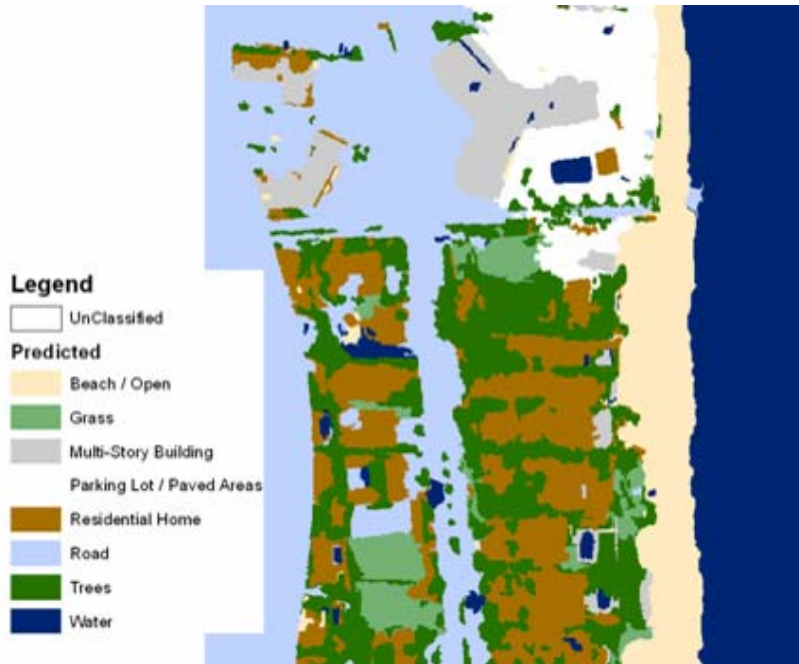 Legend
UnClassified
Predicted
Beach / Open
Grass
Multi-Story Building
Parking Lot / Paved Areas
Residential Home
Road
Trees
Water